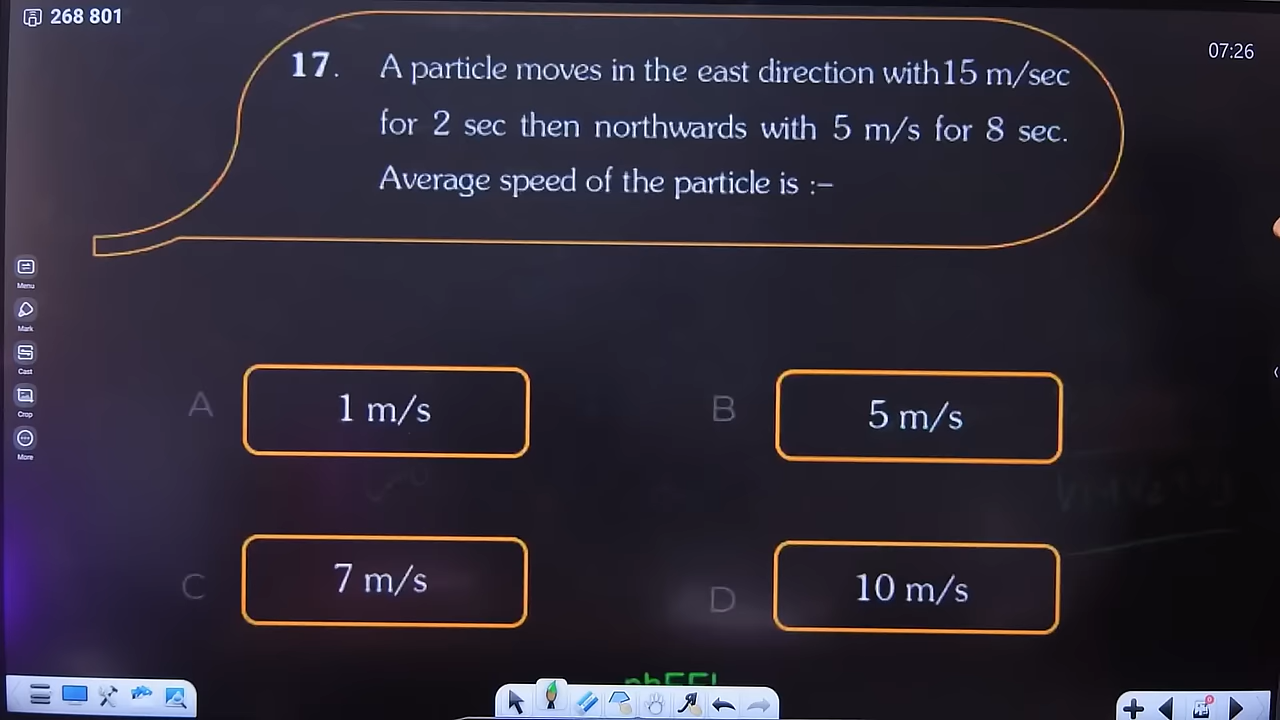 268 801
07:26
17. A particle moves in the east direction with 15 m/sec
for 2 sec then northwards with 5 m/s for 8 sec.
Average speed of the particle is :–
Menu
Mark
Cast
Crop
More
A 1 m/s
B 5 m/s
C 7 m/s
D 10 m/s